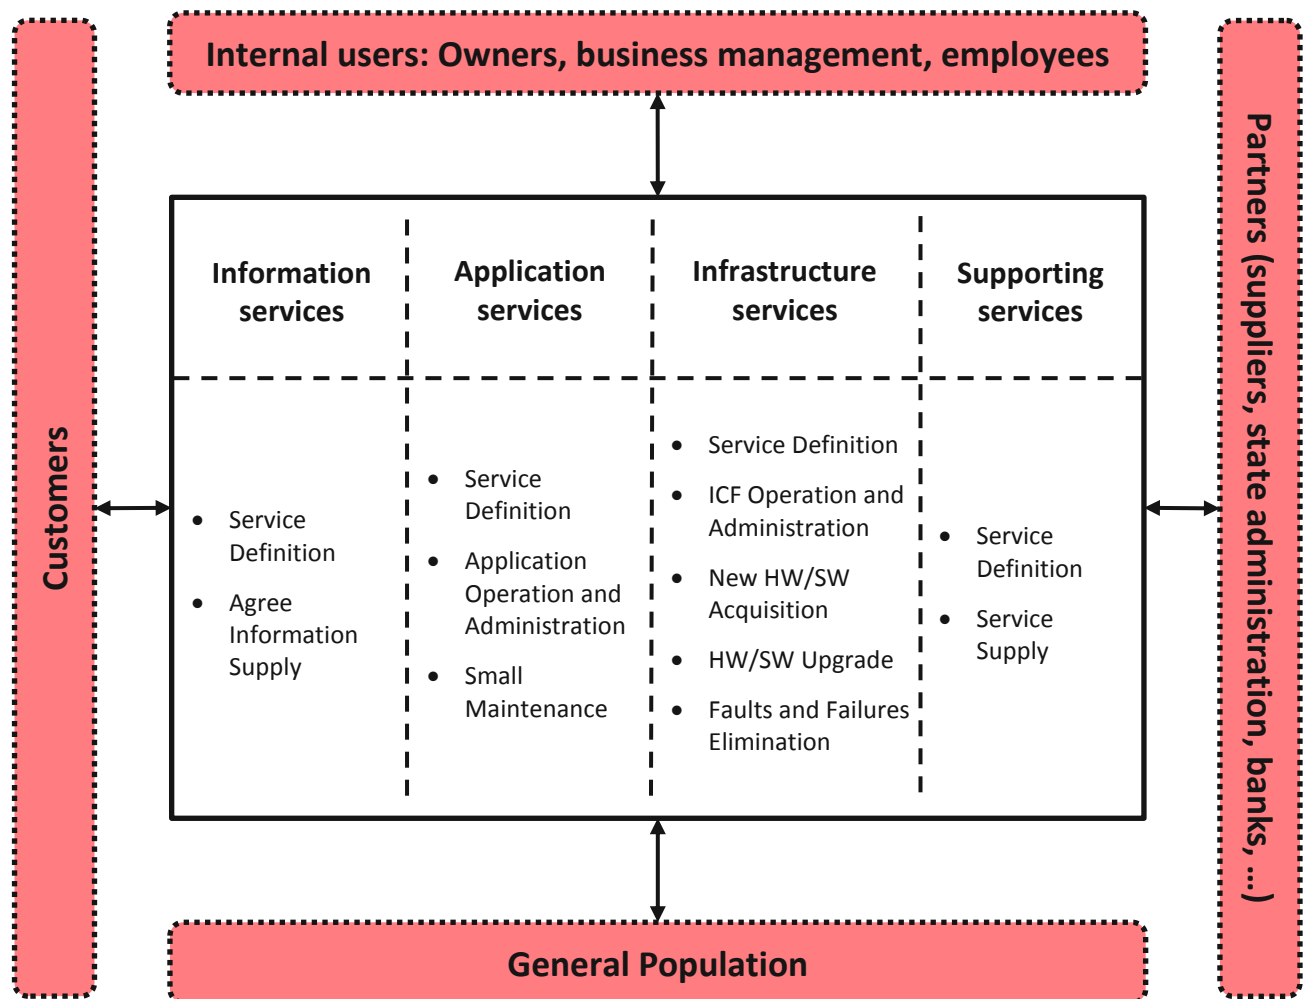 Internal users: Owners, business management, employees
Customers
Information
services
Application
services
Infrastructure
services
Supporting
services
• Service
Definition
• Agree
Information
Supply
• Service
Definition
• Application
Operation and
Administration
• Small
Maintenance
• Service Definition
• ICF Operation and
Administration
• New HW/SW
Acquisition
• HW/SW Upgrade
• Faults and Failures
Elimination
• Service
Definition
• Service
Supply
Partners (suppliers, state administration, banks, ...)
General Population